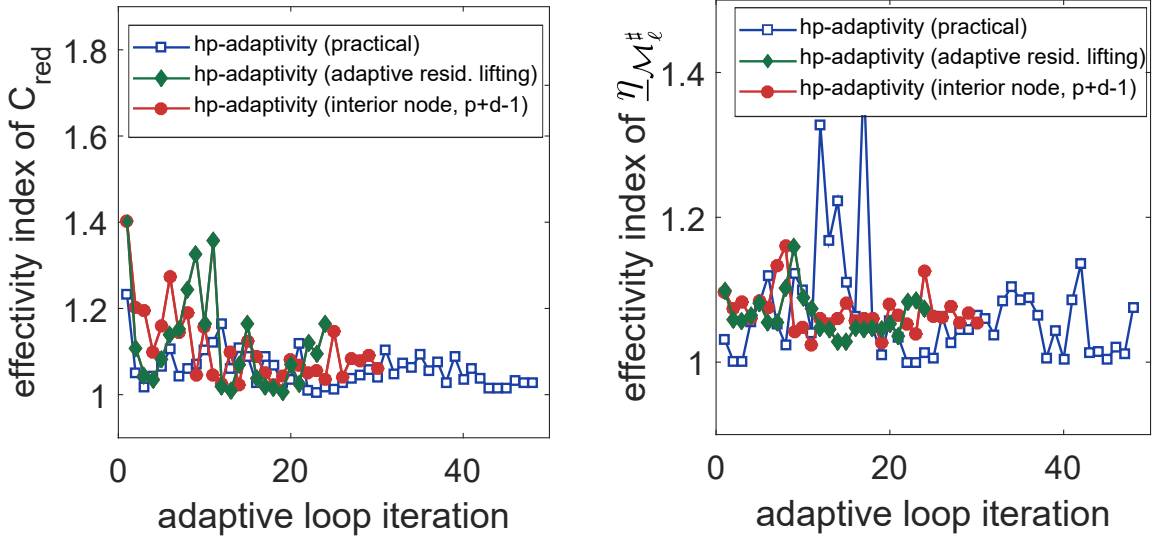 effectivity index of C_red
1.8
1.6
1.4
1.2
1
0
20
40
adaptive loop iteration
hp-adaptivity (practical)
hp-adaptivity (adaptive resid. lifting)
hp-adaptivity (interior node, p+d-1)
effectivity index of \underline{η}_{\mathcal{M}_ℓ^♯}
1.4
1.2
1
0
20
40
adaptive loop iteration
hp-adaptivity (practical)
hp-adaptivity (adaptive resid. lifting)
hp-adaptivity (interior node, p+d-1)